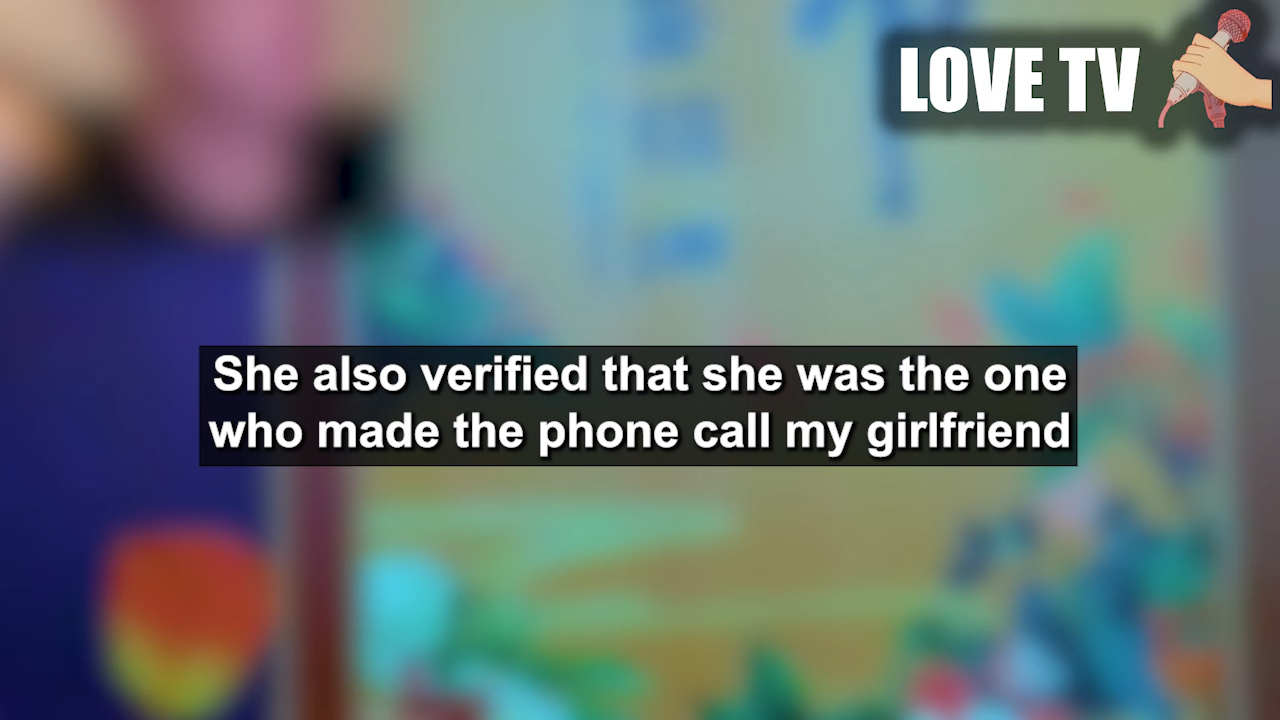 LOVE TV
She also verified that she was the one
who made the phone call my girlfriend